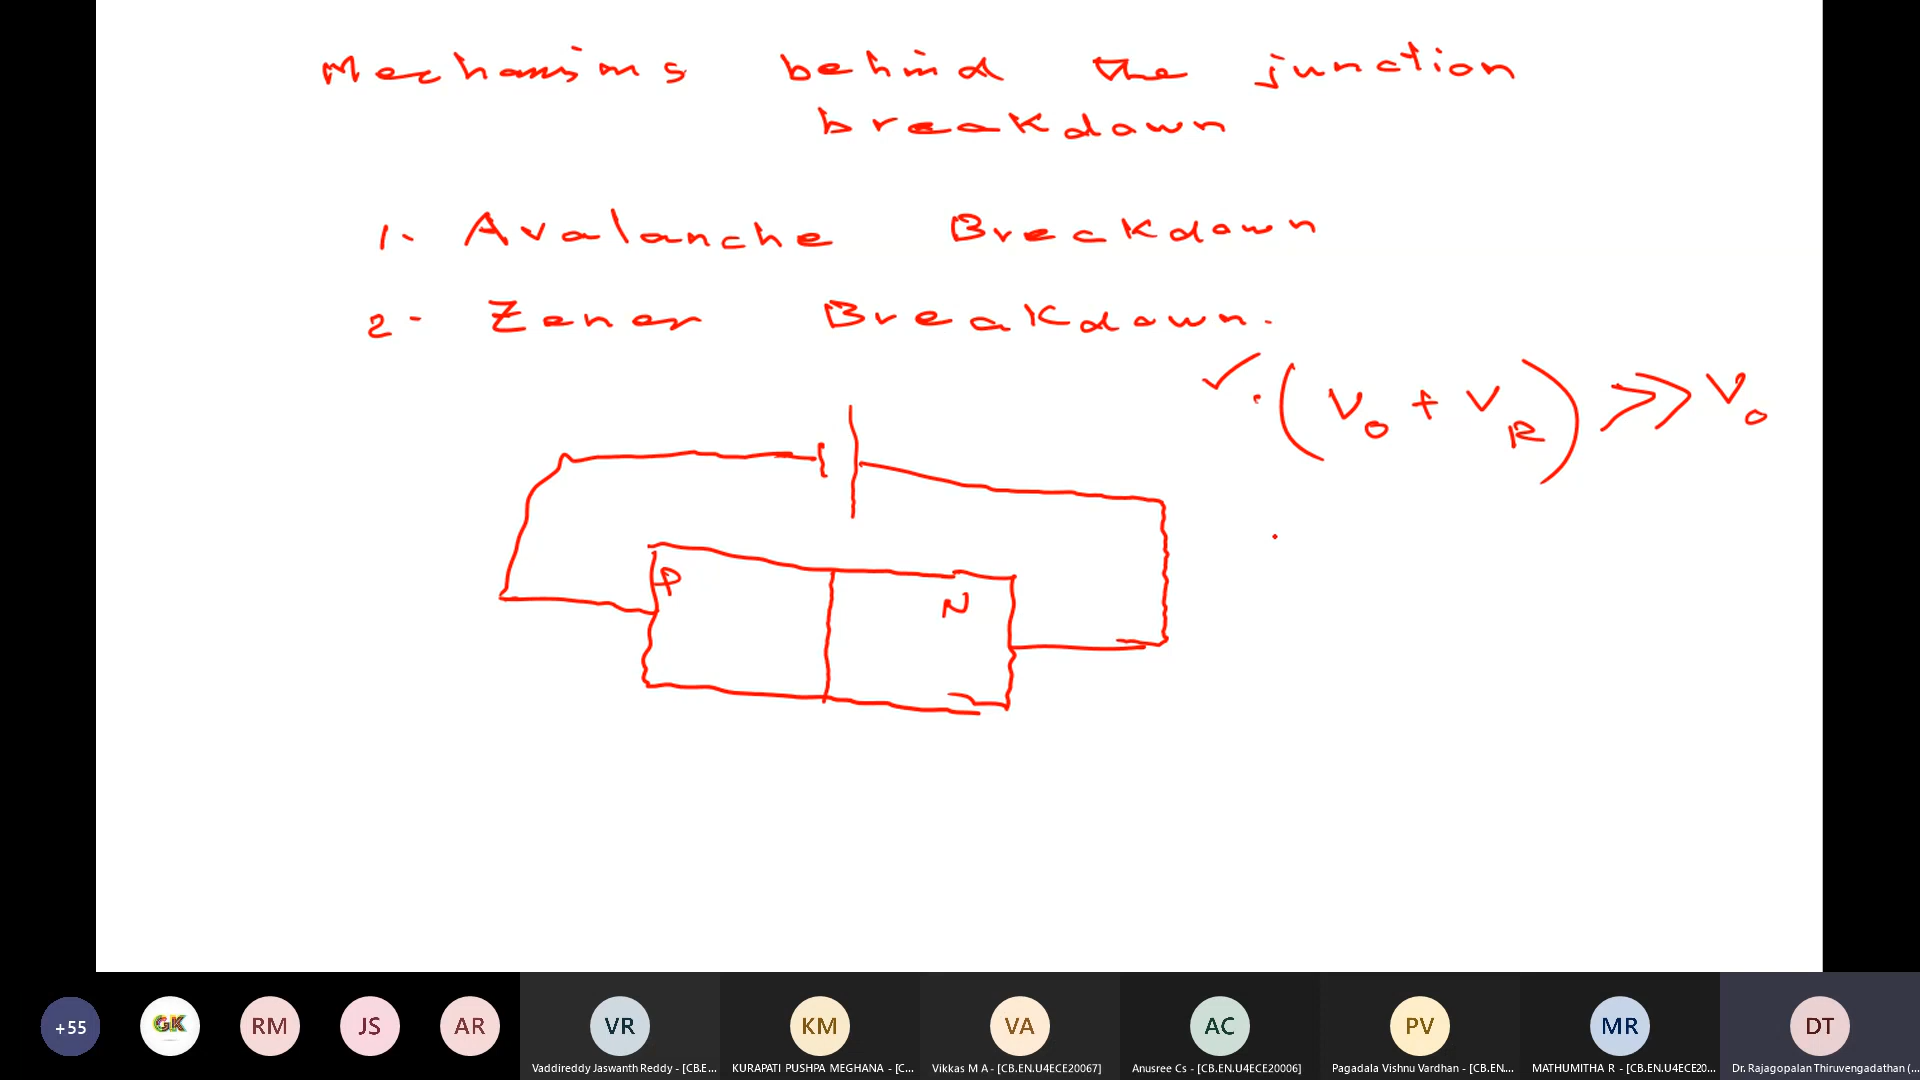 Mechanisms behind the junction
breakdown
1. Avalanche Breakdown
2. Zener Breakdown.
✓ . (V₀ + V_R) >> V₀
P
N
+55 GK RM JS AR VR KM VA AC PV MR DT
Vaddireddy Jaswanth Reddy - [CB.E... KURAPATI PUSHPA MEGHANA - [C... Vikkas M A - [CB.EN.U4ECE20067] Anusree Cs - [CB.EN.U4ECE20006] Pagadala Vishnu Vardhan - [CB.EN.... MATHUMITHA R - [CB.EN.U4ECE20... Dr. Rajagopalan Thiruvengadathan (...